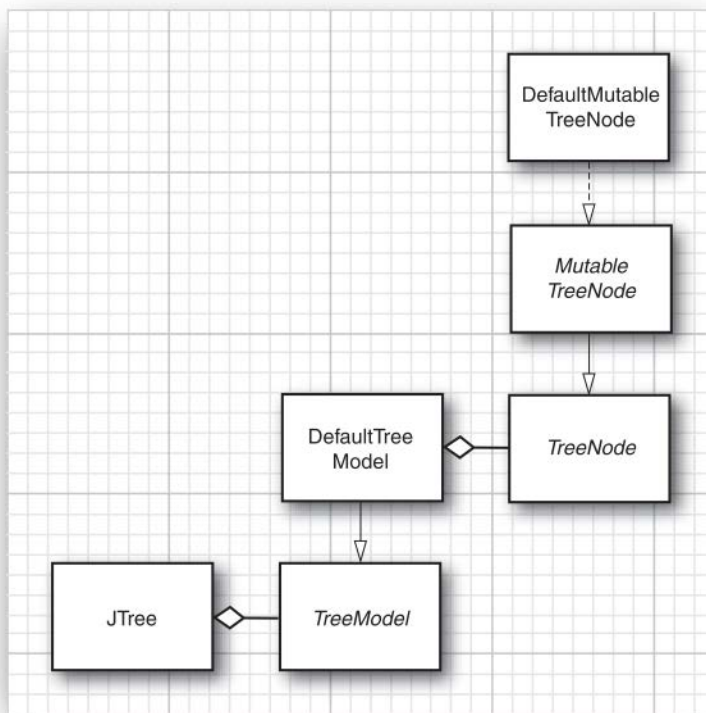 DefaultMutable
TreeNode
Mutable
TreeNode
DefaultTree
Model
TreeNode
JTree
TreeModel